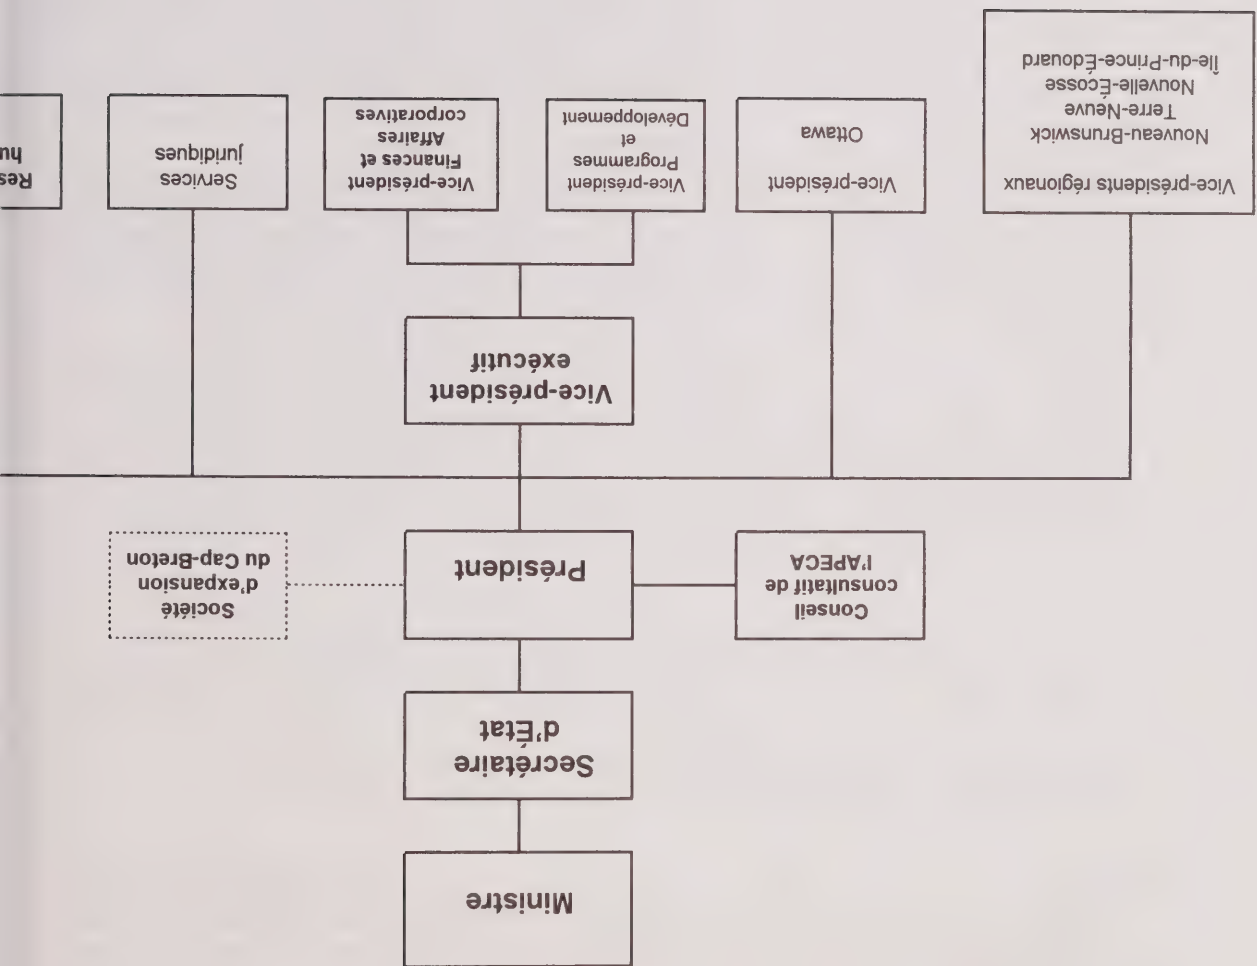 Ministre
Secrétaire
d'État
Conseil
consultatif de
l'APECA
Président
Société
d'expansion
du Cap-Breton
Vice-président
exécutif
Vice-présidents régionaux
Nouveau-Brunswick
Terre-Neuve
Nouvelle-Écosse
Île-du-Prince-Édouard
Vice-président
Ottawa
Vice-président
Programmes
et
Développement
Vice-président
Finances et
Affaires
corporatives
Services
juridiques
Res
hu